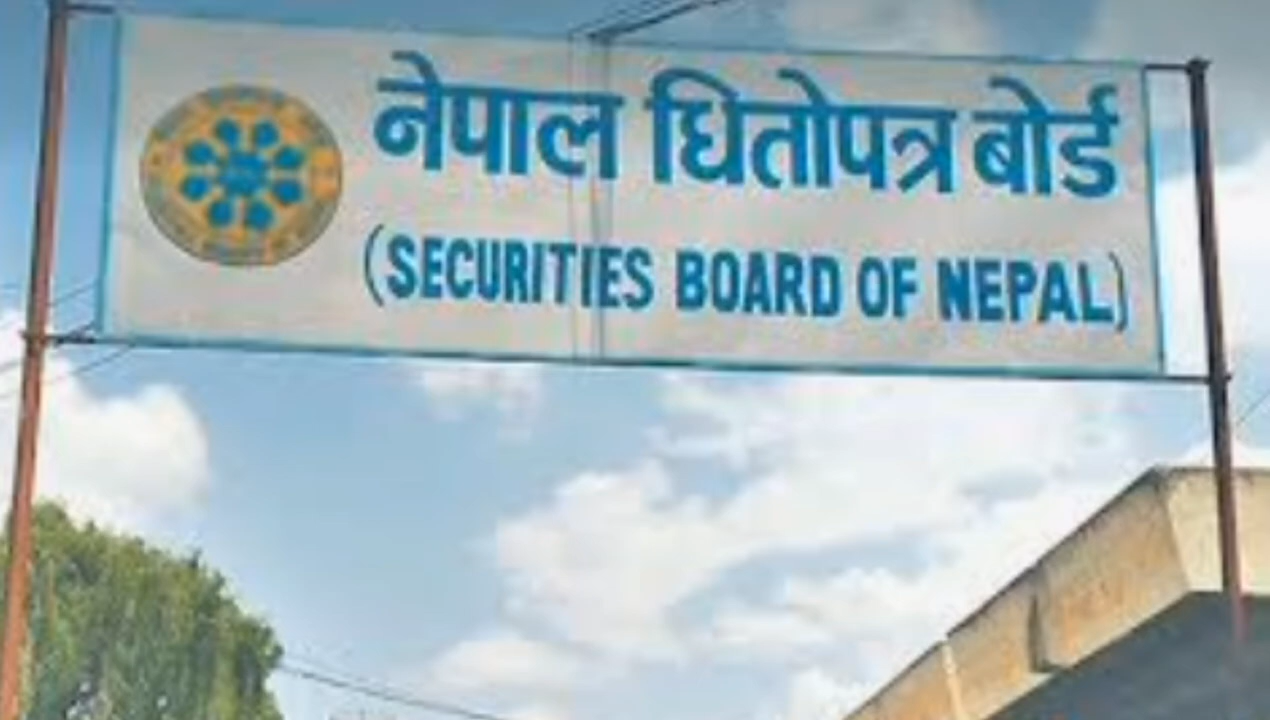 नेपाल धितोपत्र बोर्ड
(SECURITIES BOARD OF NEPAL)